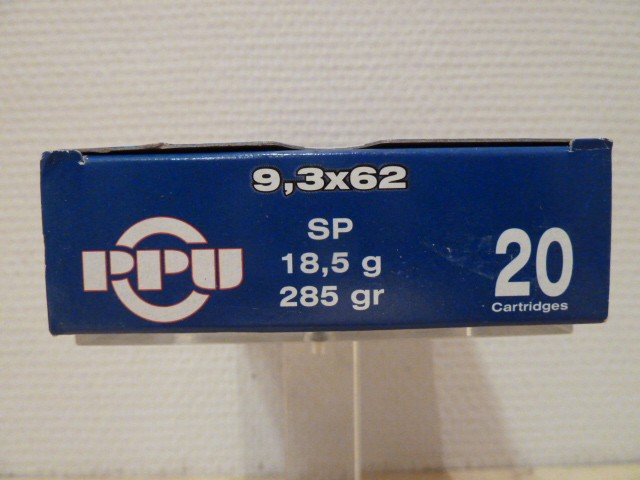 9,3x62
PPU
SP
18,5 g
285 gr
20
Cartridges